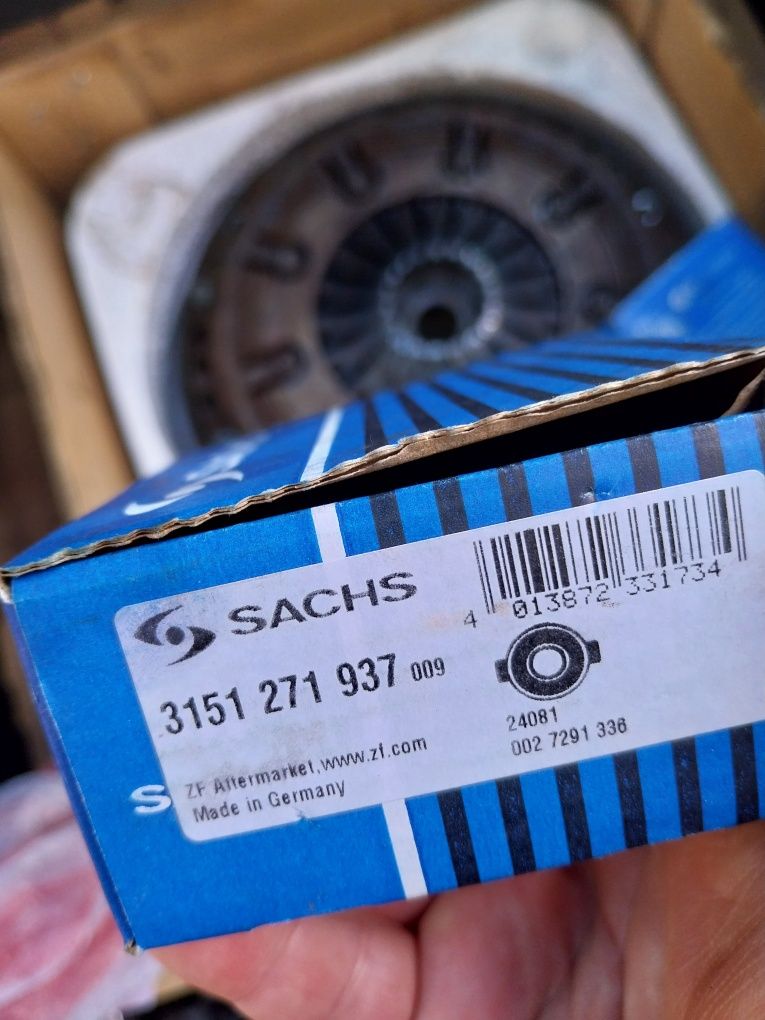 SACHS
4 013872 331734
3151 271 937 009
24081
002 7291 336
ZF Aftermarket, www.zf.com
Made in Germany
S